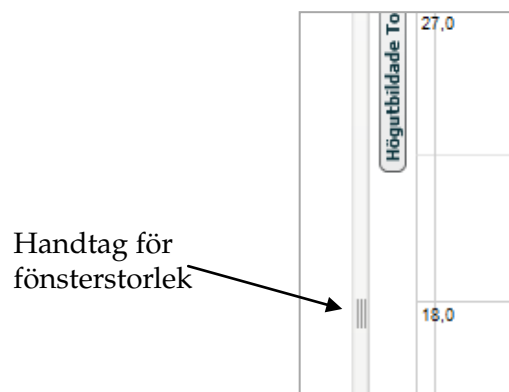 27,0
Högutbildade To
Handtag för
fönsterstorlek
18,0